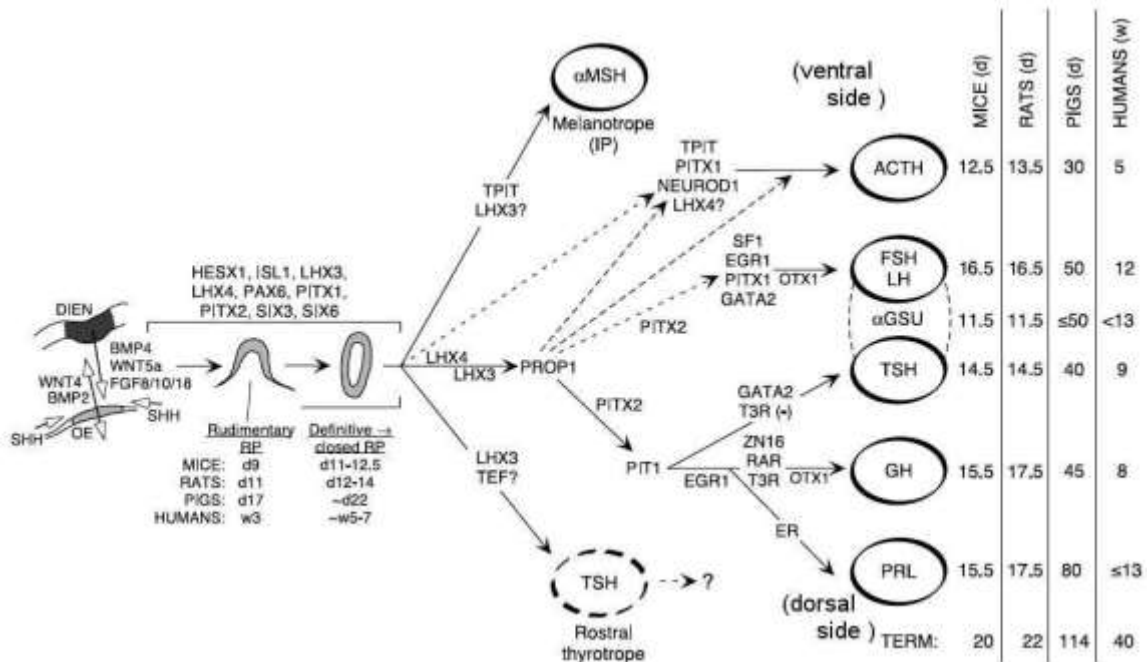 αMSH
Melanotrope
(IP)
(ventral
side )
MICE (d)
RATS (d)
PIGS (d)
HUMANS (w)
TPIT
LHX3?
TPIT
PITX1
NEUROD1
LHX4?
ACTH 12.5 13.5 30 5
SF1
EGR1
PITX1
GATA2
OTX1
FSH
LH
16.5 16.5 50 12
αGSU 11.5 11.5 ≤50 <13
TSH 14.5 14.5 40 9
HESX1, ISL1, LHX3,
LHX4, PAX6, PITX1,
PITX2, SIX3, SIX6
DIEN
BMP4
WNT5a
FGF8/10/18
WNT4
BMP2
SHH
OE
SHH
LHX4
LHX3
PROP1
PITX2
PITX2
GATA2
T3R (-)
PIT1
EGR1
ZN16
RAR
T3R
OTX1
GH 15.5 17.5 45 8
ER
PRL 15.5 17.5 80 ≤13
Rudimentary
RP
Definitive →
closed RP
MICE: d9 d11-12.5
RATS: d11 d12-14
PIGS: d17 ~d22
HUMANS: w3 ~w5-7
LHX3
TEF?
TSH
?
Rostral
thyrotrope
(dorsal
side )
TERM: 20 22 114 40